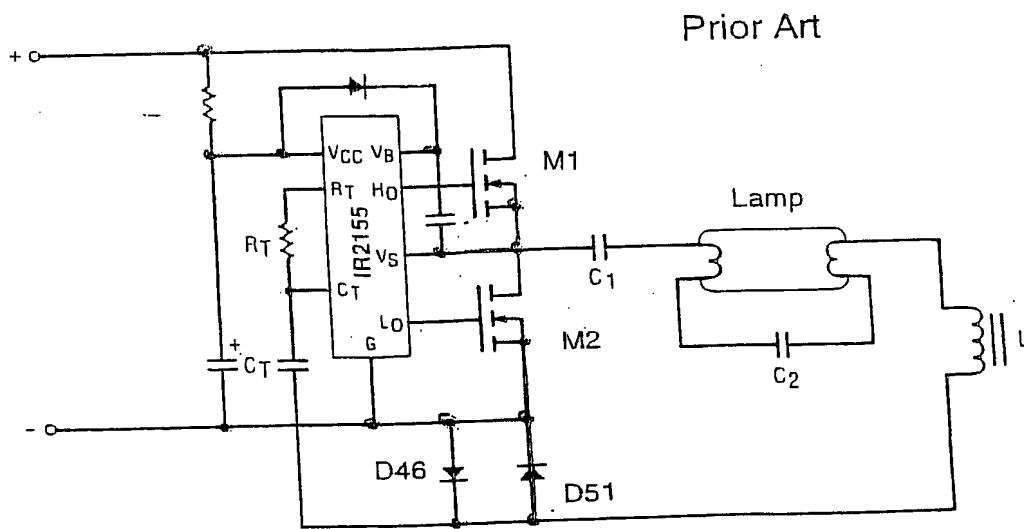 Prior Art
+
VCC VB
M1
RT HO
Lamp
RT
IR2155
VS
C1
CT
LO
M2
G
+
CT
C2
L
-
D46
D51